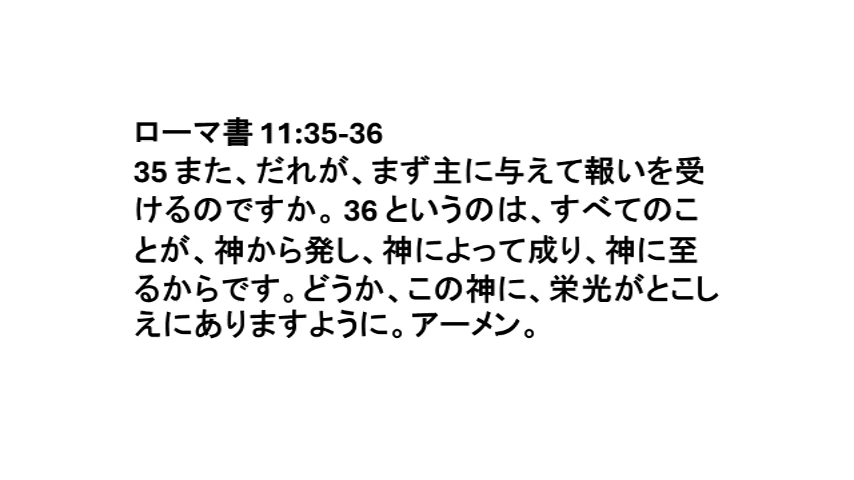 ローマ書 11:35-36
35 また、だれが、まず主に与えて報いを受
けるのですか。36 というのは、すべてのこ
とが、神から発し、神によって成り、神に至
るからです。どうか、この神に、栄光がとこし
えにありますように。アーメン。